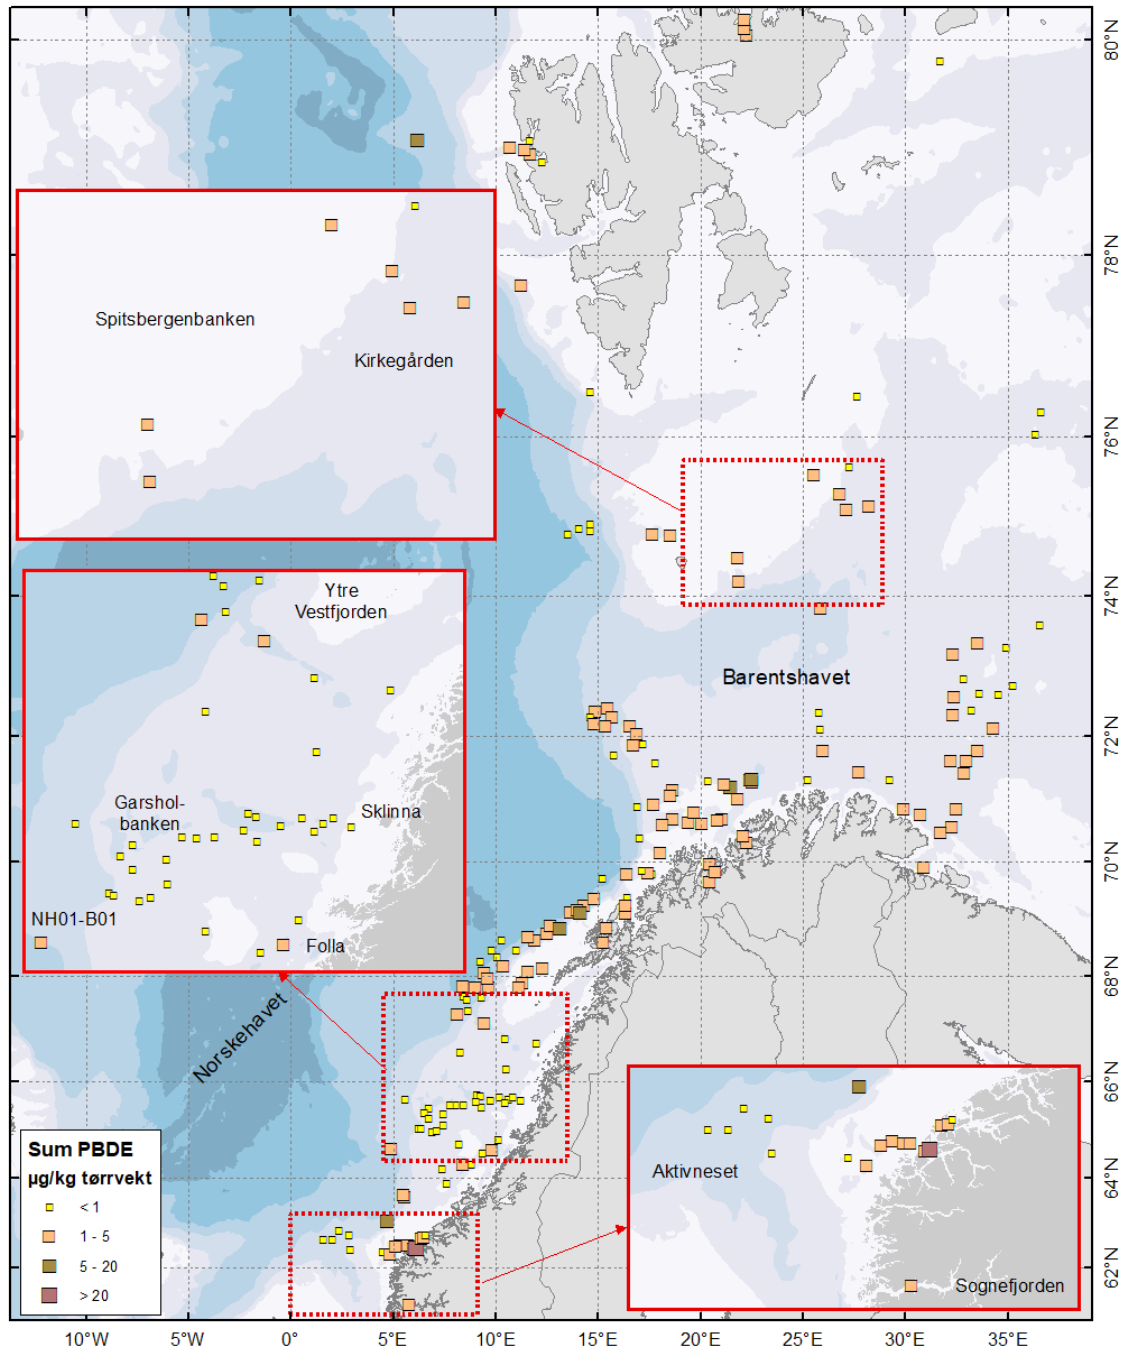 80°N
78°N
Spitsbergenbanken
Kirkegården
76°N
74°N
Ytre
Vestfjorden
Barentshavet
72°N
Garshol-
banken
Sklinna
70°N
NH01-B01
Folla
68°N
Norskehavet
66°N
Sum PBDE
µg/kg tørrvekt
< 1
1 - 5
5 - 20
> 20
Aktivneset
64°N
62°N
Sognefjorden
10°W
5°W
0°
5°E
10°E
15°E
20°E
25°E
30°E
35°E